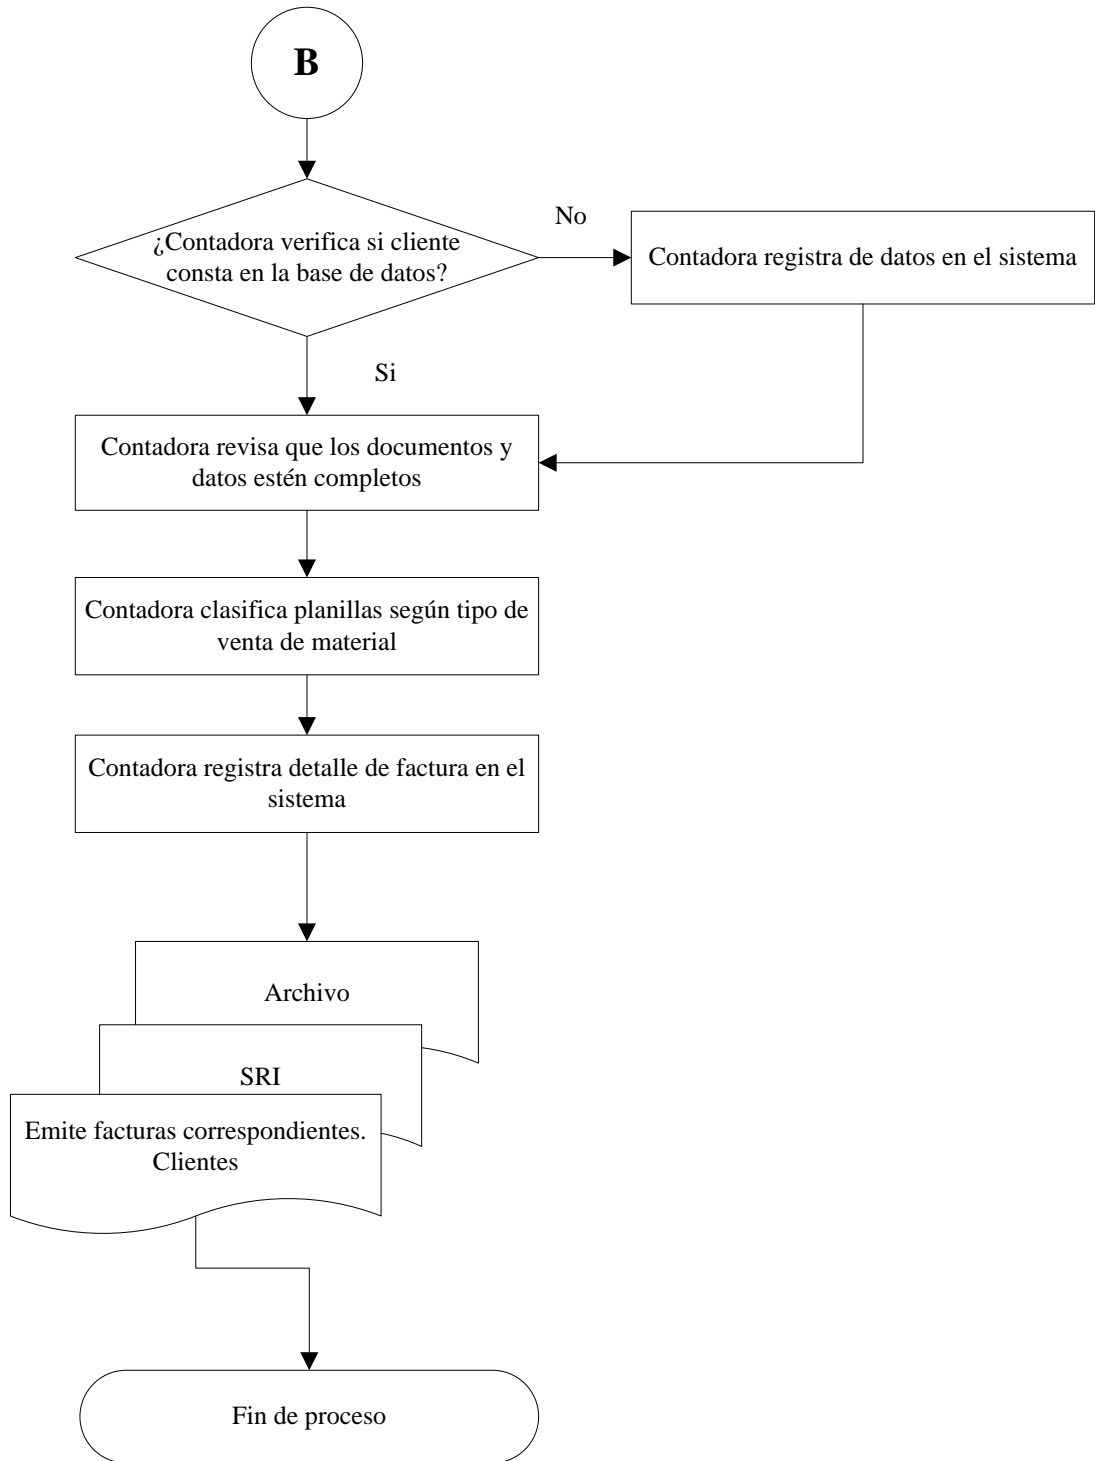 B
¿Contadora verifica si cliente
consta en la base de datos?
No
Contadora registra de datos en el sistema
Si
Contadora revisa que los documentos y
datos estén completos
Contadora clasifica planillas según tipo de
venta de material
Contadora registra detalle de factura en el
sistema
Archivo
SRI
Emite facturas correspondientes.
Clientes
Fin de proceso